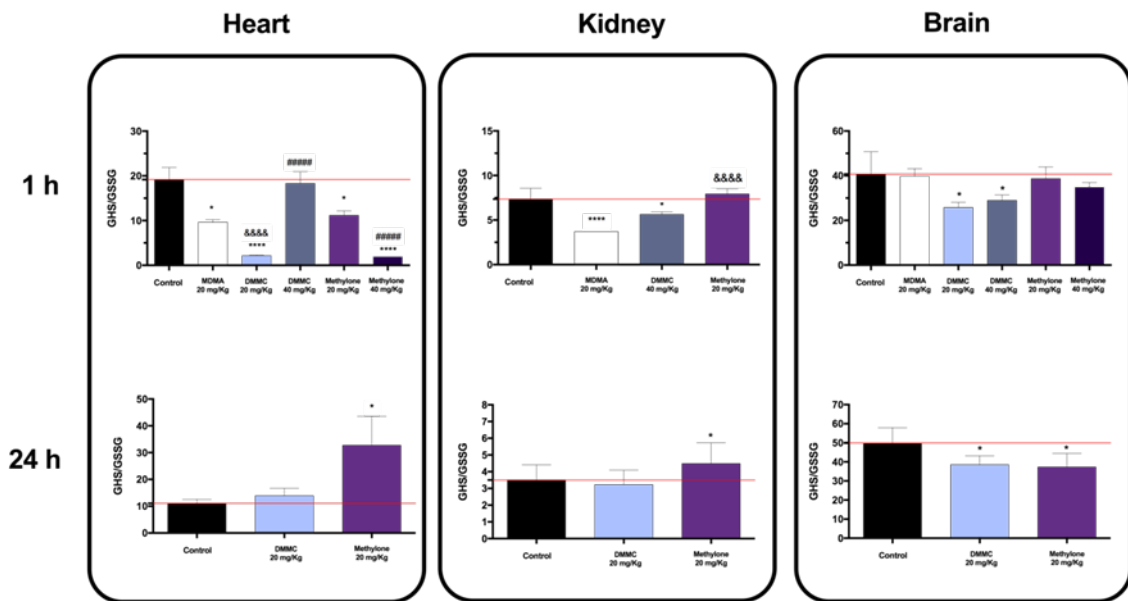 Heart
Kidney
Brain
1 h
GHS/GSSG
30
20
10
0
*
&&&&
****
#####
*
#####
****
Control
MDMA
20 mg/Kg
DMMC
20 mg/Kg
DMMC
40 mg/Kg
Methylone
20 mg/Kg
Methylone
40 mg/Kg
GHS/GSSG
15
10
5
0
****
*
&&&&
Control
MDMA
20 mg/Kg
DMMC
40 mg/Kg
Methylone
20 mg/Kg
GHS/GSSG
60
40
20
0
*
*
Control
MDMA
20 mg/Kg
DMMC
20 mg/Kg
DMMC
40 mg/Kg
Methylone
20 mg/Kg
Methylone
40 mg/Kg
24 h
GHS/GSSG
50
40
30
20
10
0
*
Control
DMMC
20 mg/Kg
Methylone
20 mg/Kg
GHS/GSSG
8
7
6
5
4
3
2
1
0
*
Control
DMMC
20 mg/Kg
Methylone
20 mg/Kg
GHS/GSSG
70
60
50
40
30
20
10
0
*
*
Control
DMMC
20 mg/Kg
Methylone
20 mg/Kg